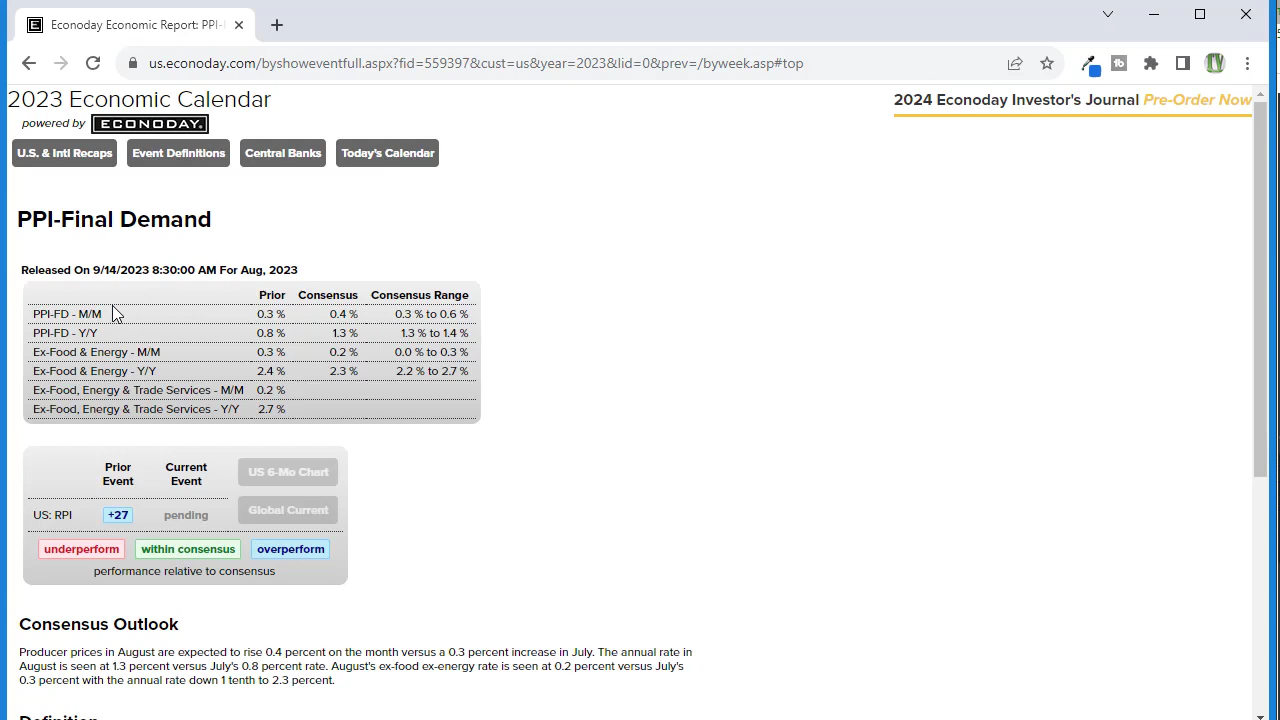 Econoday Economic Report: PPI-
us.econoday.com/byshoweventfull.aspx?fid=559397&cust=us&year=2023&lid=0&prev=/byweek.asp#top
2023 Economic Calendar
2024 Econoday Investor's Journal Pre-Order Now
powered by ECONODAY.
U.S. & Intl Recaps Event Definitions Central Banks Today's Calendar
PPI-Final Demand
Released On 9/14/2023 8:30:00 AM For Aug, 2023
Prior Consensus Consensus Range
PPI-FD - M/M 0.3 % 0.4 % 0.3 % to 0.6 %
PPI-FD - Y/Y 0.8 % 1.3 % 1.3 % to 1.4 %
Ex-Food & Energy - M/M 0.3 % 0.2 % 0.0 % to 0.3 %
Ex-Food & Energy - Y/Y 2.4 % 2.3 % 2.2 % to 2.7 %
Ex-Food, Energy & Trade Services - M/M 0.2 %
Ex-Food, Energy & Trade Services - Y/Y 2.7 %
Prior Current
Event Event
US 6-Mo Chart
Global Current
US: RPI +27 pending
underperform within consensus overperform
performance relative to consensus
Consensus Outlook
Producer prices in August are expected to rise 0.4 percent on the month versus a 0.3 percent increase in July. The annual rate in
August is seen at 1.3 percent versus July's 0.8 percent rate. August's ex-food ex-energy rate is seen at 0.2 percent versus July's
0.3 percent with the annual rate down 1 tenth to 2.3 percent.
Definition